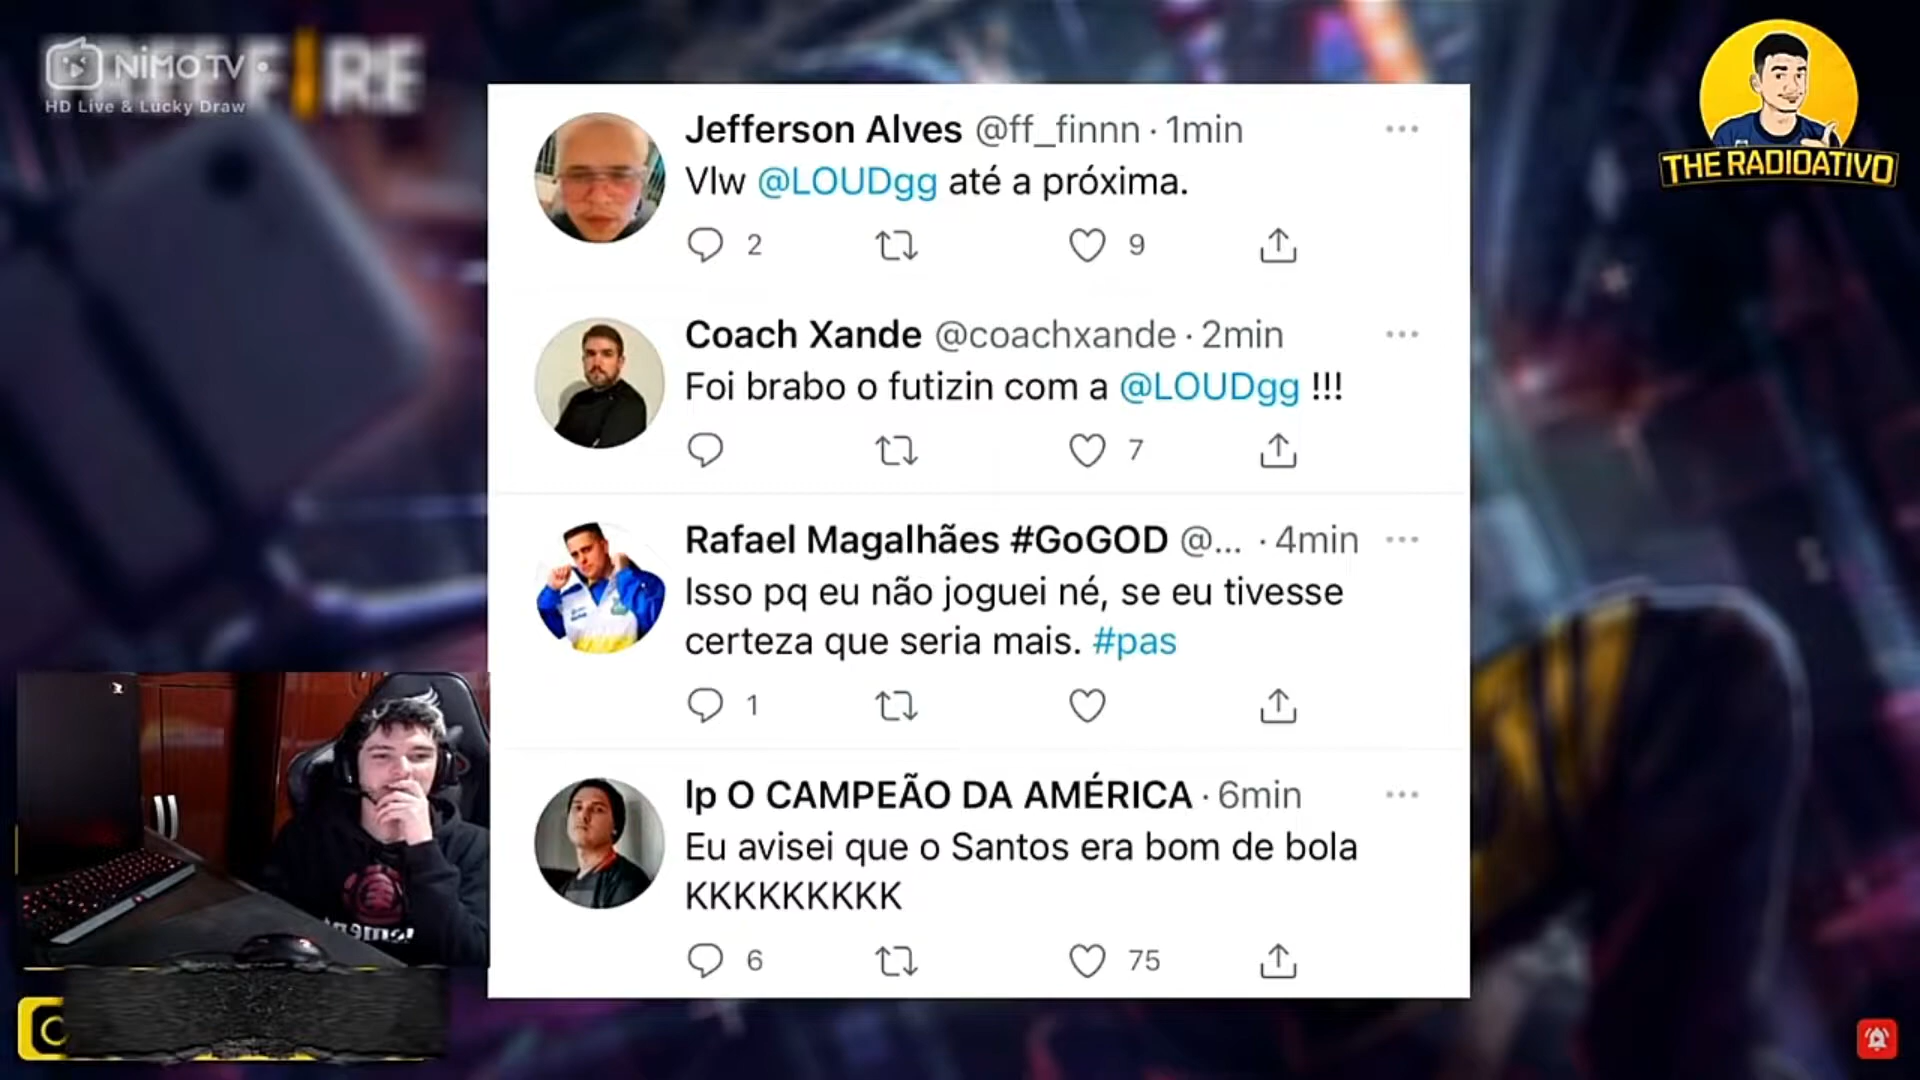 NiMO TV
HD Live & Lucky Draw
FIRE
THE RADIOATIVO
Jefferson Alves @ff_finnn · 1min
Vlw @LOUDgg até a próxima.
2 9
Coach Xande @coachxande · 2min
Foi brabo o futizin com a @LOUDgg !!!
7
Rafael Magalhães #GoGOD @... · 4min
Isso pq eu não joguei né, se eu tivesse
certeza que seria mais. #pas
1
lp O CAMPEÃO DA AMÉRICA · 6min
Eu avisei que o Santos era bom de bola
KKKKKKKKK
6 75